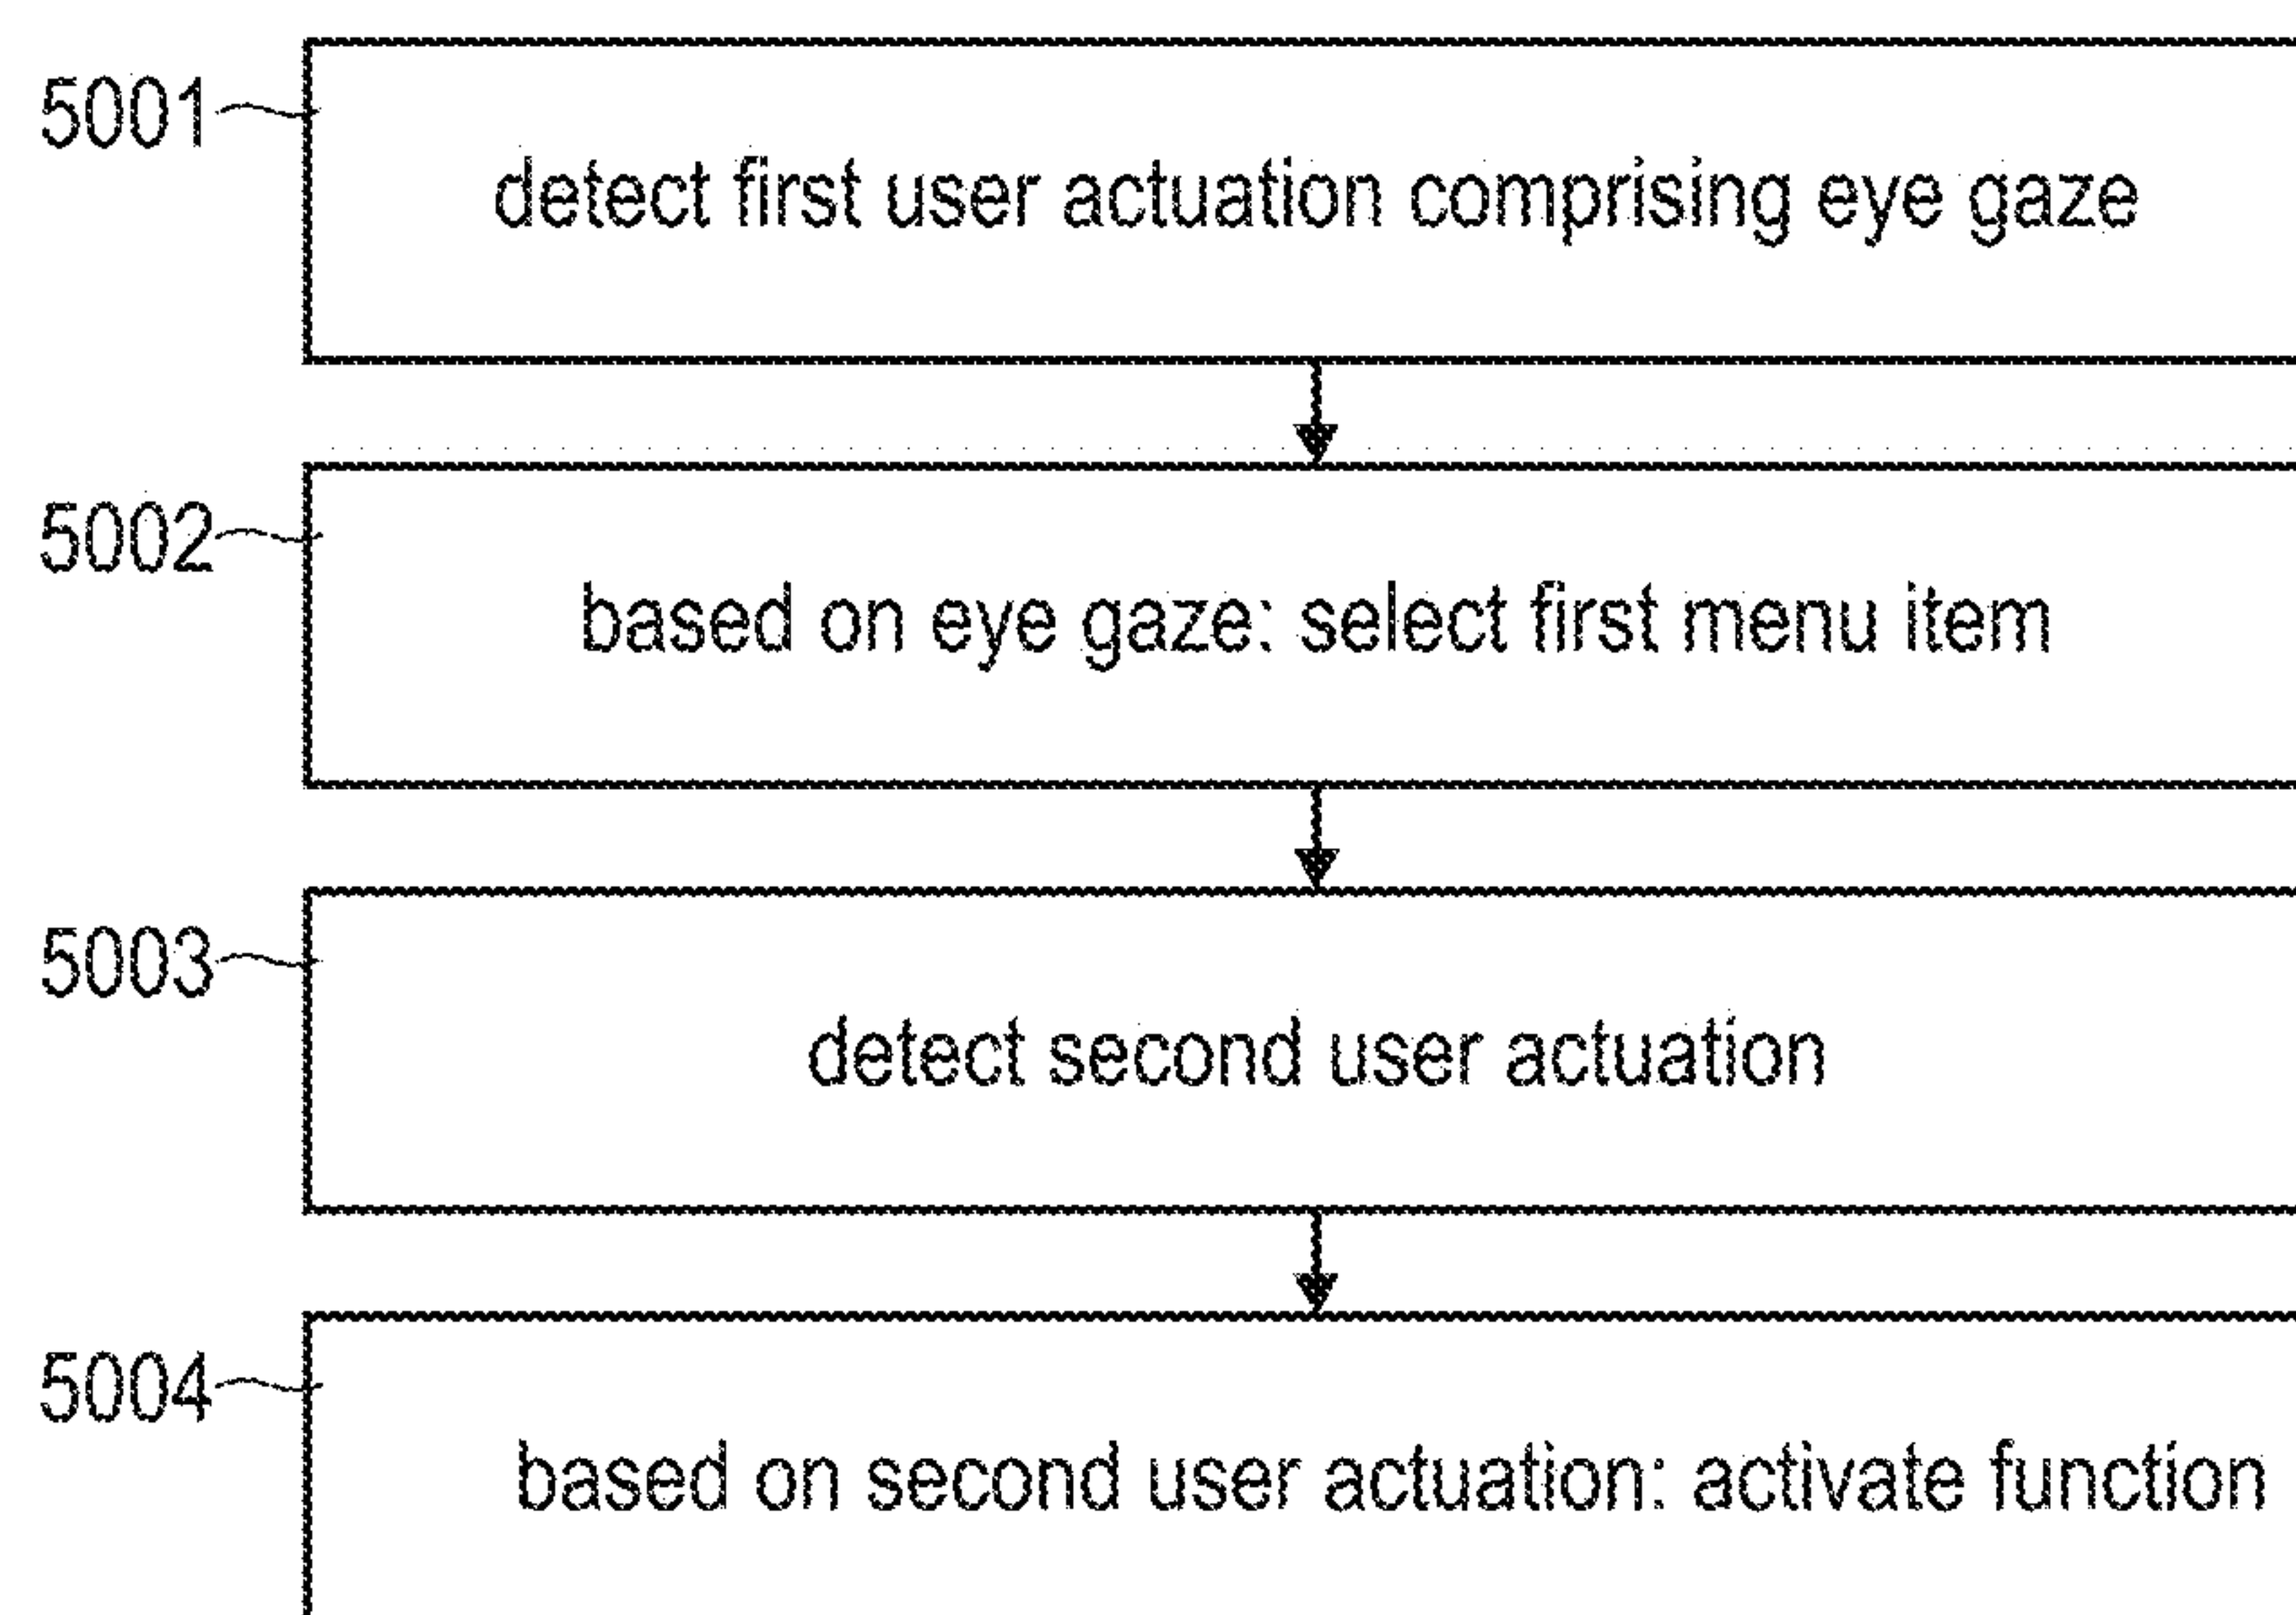 5001
detect first user actuation comprising eye gaze
5002
based on eye gaze: select first menu item
5003
detect second user actuation
5004
based on second user actuation: activate function